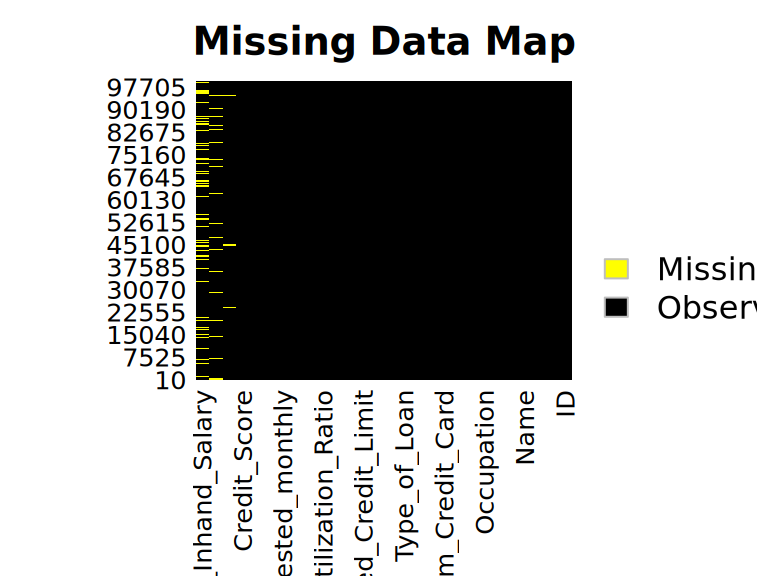 Missing Data Map
97705
90190
82675
75160
67645
60130
52615
45100
37585
30070
22555
15040
7525
10
Missin
Observ
_Inhand_Salary
Credit_Score
ested_monthly
tilization_Ratio
ed_Credit_Limit
Type_of_Loan
m_Credit_Card
Occupation
Name
ID